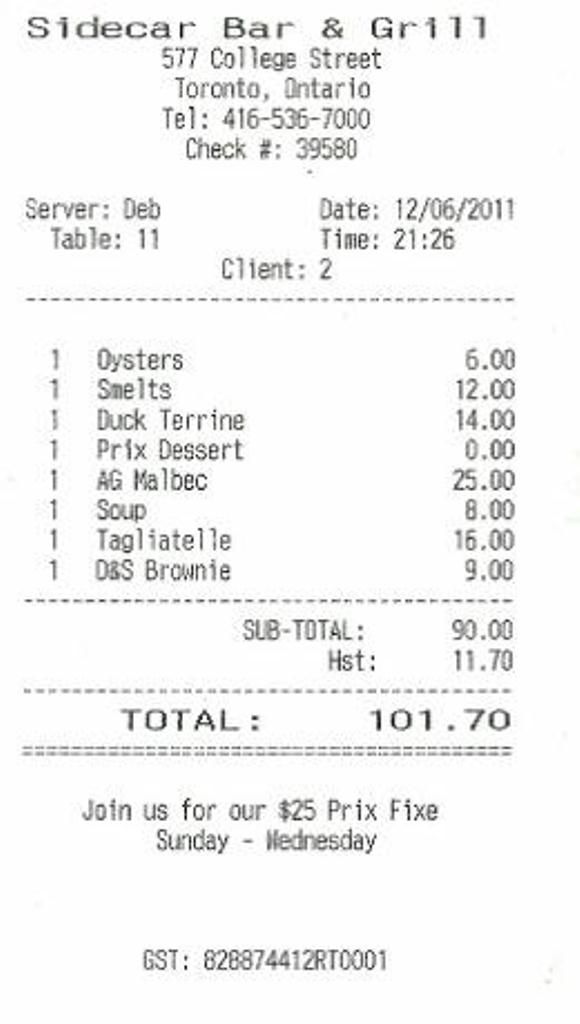 Sidecar Bar & Grill
577 College Street
Toronto, Ontario
Tel: 416-536-7000
Check #: 39580
Server: Deb Date: 12/06/2011
Table: 11 Time: 21:26
Client: 2
1 Oysters 6.00
1 Smelts 12.00
1 Duck Terrine 14.00
1 Prix Dessert 0.00
1 AG Malbec 25.00
1 Soup 8.00
1 Tagliatelle 16.00
1 D&S Brownie 9.00
SUB-TOTAL: 90.00
Hst: 11.70
TOTAL: 101.70
Join us for our $25 Prix Fixe
Sunday - Wednesday
GST: 828874412RT0001